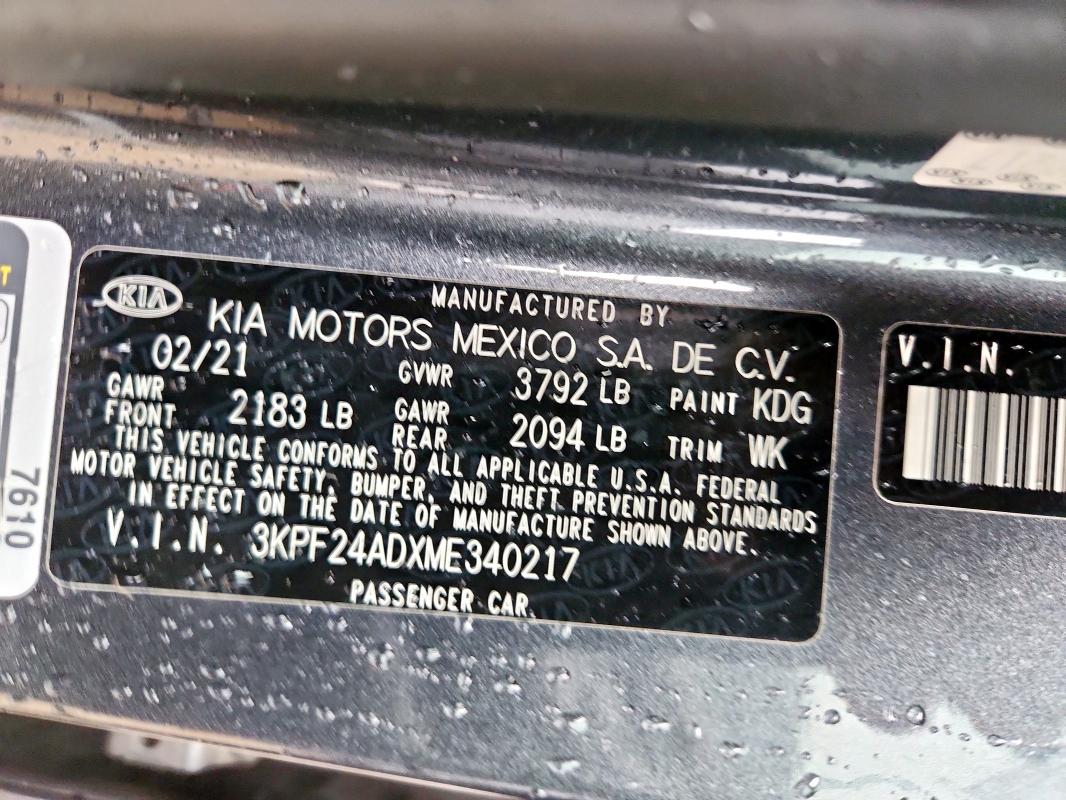 KIA
MANUFACTURED BY
KIA MOTORS MEXICO S.A. DE C.V.
02/21 GVWR 3792 LB PAINT KDG
GAWR FRONT 2183 LB GAWR REAR 2094 LB TRIM WK
THIS VEHICLE CONFORMS TO ALL APPLICABLE U.S.A. FEDERAL
MOTOR VEHICLE SAFETY, BUMPER, AND THEFT PREVENTION STANDARDS
IN EFFECT ON THE DATE OF MANUFACTURE SHOWN ABOVE.
V.I.N. 3KPF24ADXME340217
PASSENGER CAR
V.I.N.
7610
T